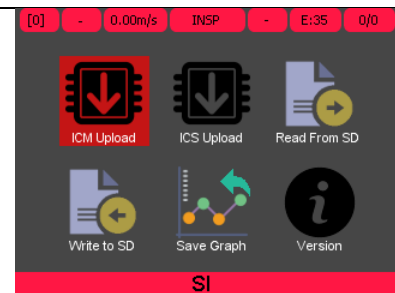 [0] - 0.00m/s INSP - E:35 0/0
ICM Upload ICS Upload Read From SD
Write to SD Save Graph Version
SI